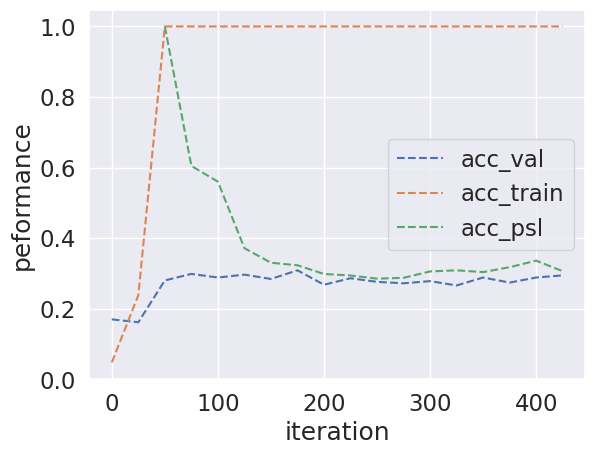 1.0
0.8
0.6
0.4
0.2
0.0
peformance
acc_val
acc_train
acc_psl
0 100 200 300 400
iteration